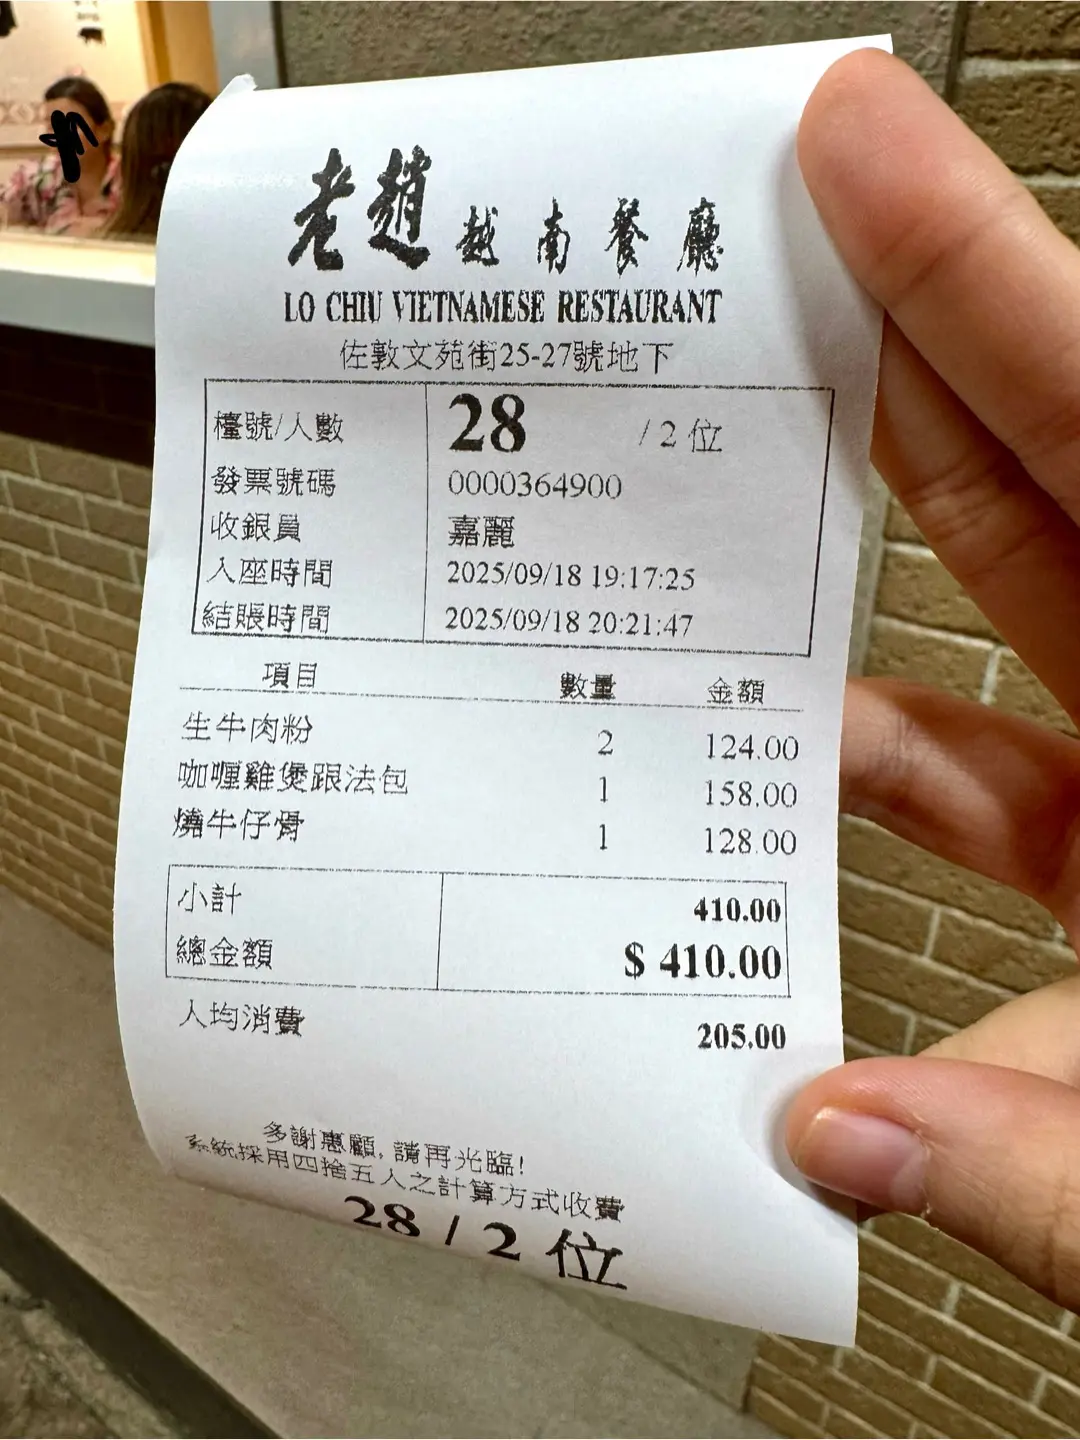 老趙越南餐廳
LO CHIU VIETNAMESE RESTAURANT
佐敦文苑街25-27號地下
檯號/人數 28 / 2 位
發票號碼 0000364900
收銀員 嘉麗
入座時間 2025/09/18 19:17:25
結賬時間 2025/09/18 20:21:47
項目 數量 金額
生牛肉粉 2 124.00
咖喱雞煲跟法包 1 158.00
燒牛仔骨 1 128.00
小計 410.00
總金額 $ 410.00
人均消費 205.00
多謝惠顧, 請再光臨!
系統採用四捨五入之計算方式收費
28 / 2 位